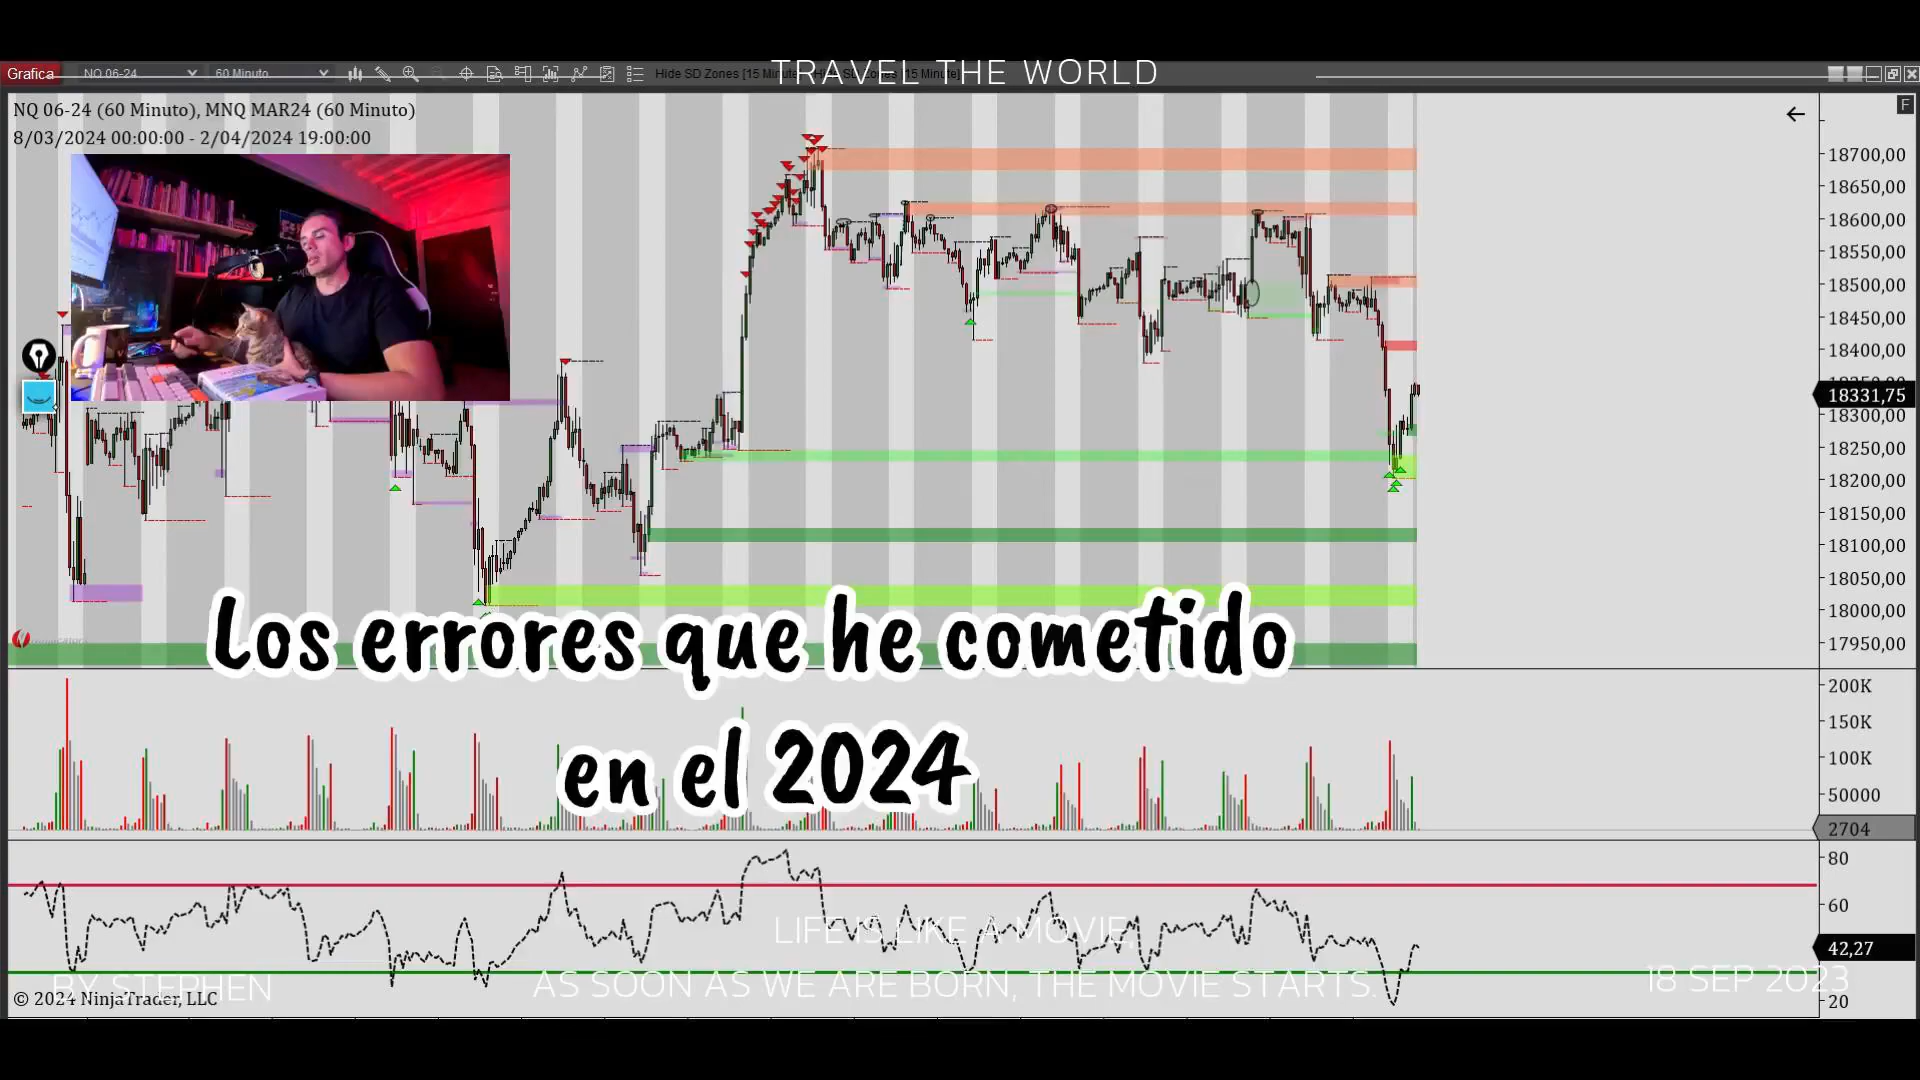 TRAVEL THE WORLD
Grafica NQ 06-24 60 Minuto Hide SD Zones [15 Minute]
F
NQ 06-24 (60 Minuto), MNQ MAR24 (60 Minuto)
8/03/2024 00:00:00 - 2/04/2024 19:00:00
18700,00
18650,00
18600,00
18550,00
18500,00
18450,00
18400,00
18331,75
18300,00
18250,00
18200,00
18150,00
18100,00
18050,00
18000,00
17950,00
Los errores que he cometido
en el 2024
200K
150K
100K
50000
2704
80
60
42,27
20
LIFE IS LIKE A MOVIE,
BY STEPHEN
AS SOON AS WE ARE BORN, THE MOVIE STARTS.
18 SEP 2023
© 2024 NinjaTrader, LLC